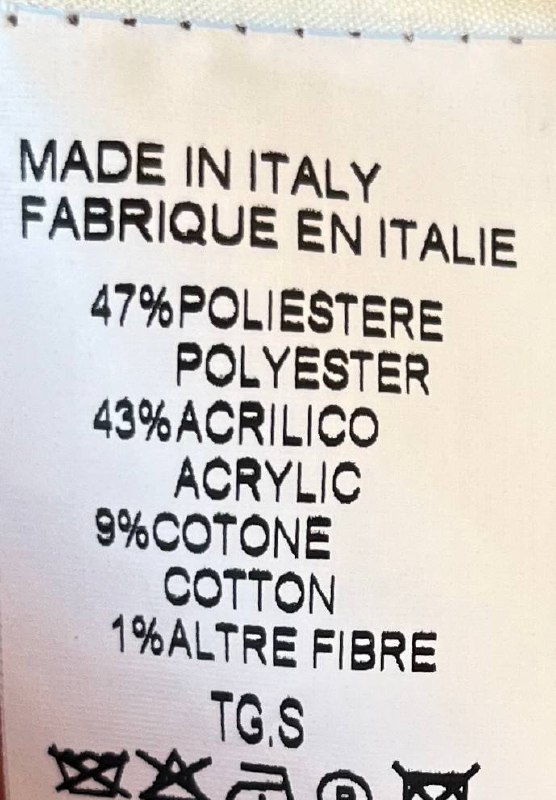 MADE IN ITALY
FABRIQUE EN ITALIE
47%POLIESTERE
POLYESTER
43%ACRILICO
ACRYLIC
9%COTONE
COTTON
1%ALTRE FIBRE
TG.S
P